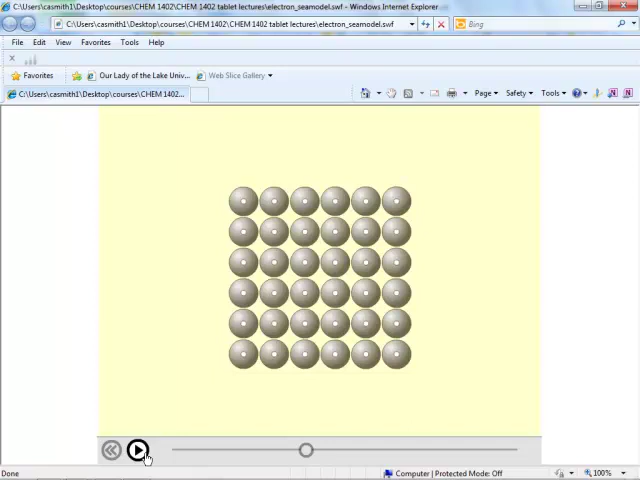 C:\Users\casmith1\Desktop\courses\CHEM 1402\CHEM 1402 tablet lectures\electron_seamodel.swf - Windows Internet Explorer
C:\Users\casmith1\Desktop\courses\CHEM 1402\CHEM 1402 tablet lectures\electron_seamodel.swf
Bing
File Edit View Favorites Tools Help
Favorites Our Lady of the Lake Univ... Web Slice Gallery
C:\Users\casmith1\Desktop\courses\CHEM 1402... Page Safety Tools
Done Computer | Protected Mode: Off 100%